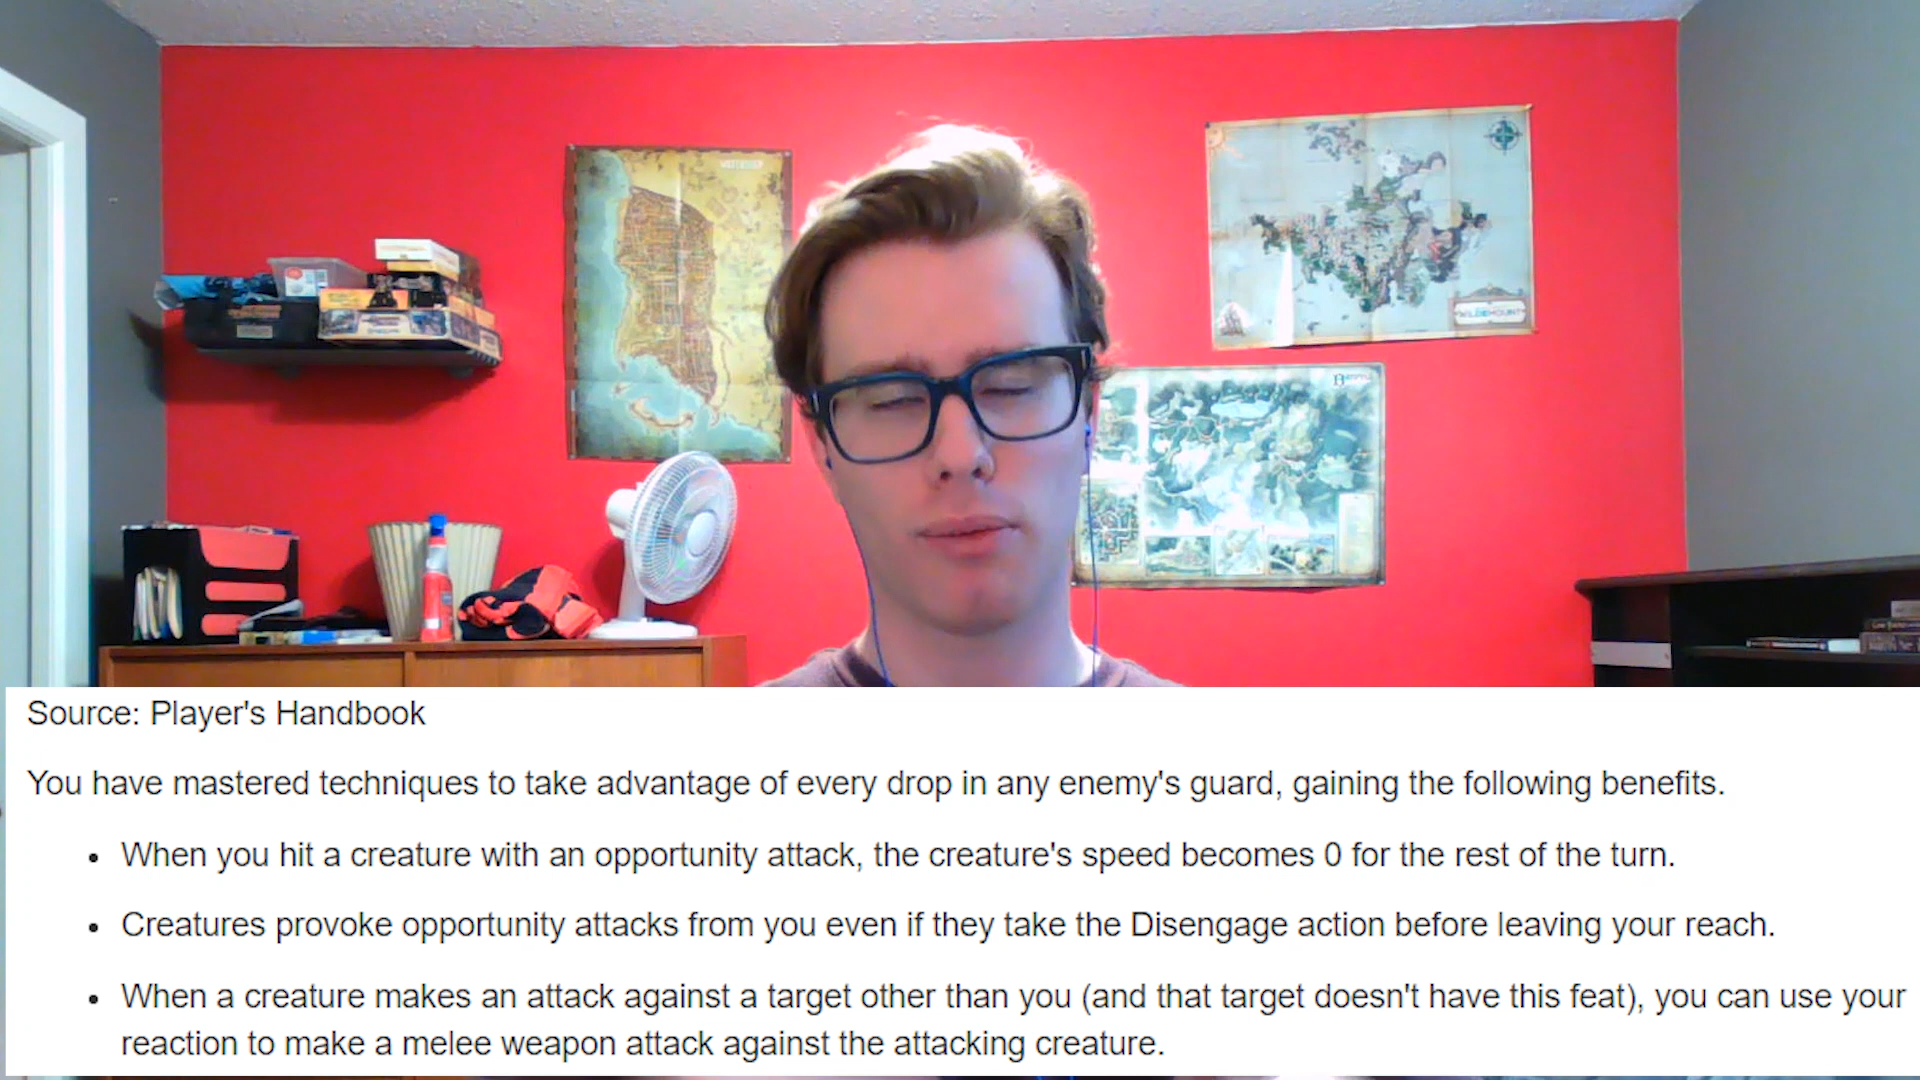 WILDEMOUNT
Source: Player's Handbook
You have mastered techniques to take advantage of every drop in any enemy's guard, gaining the following benefits.
• When you hit a creature with an opportunity attack, the creature's speed becomes 0 for the rest of the turn.
• Creatures provoke opportunity attacks from you even if they take the Disengage action before leaving your reach.
• When a creature makes an attack against a target other than you (and that target doesn't have this feat), you can use your
reaction to make a melee weapon attack against the attacking creature.